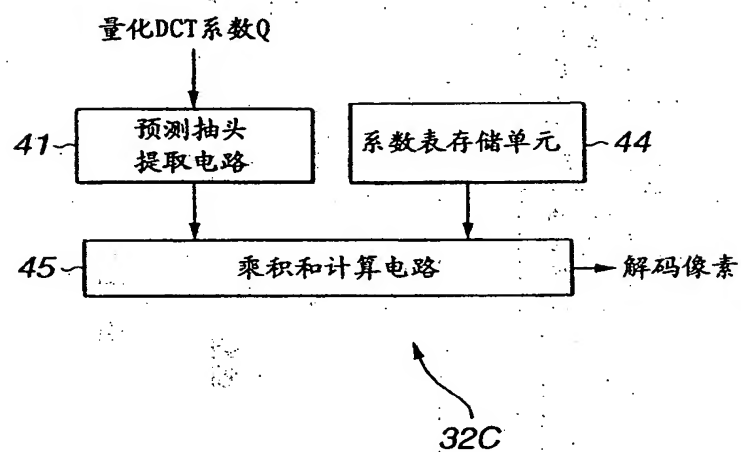 量化DCT系数Q
41
预测抽头
提取电路
系数表存储单元
44
45
乘积和计算电路
解码像素
32C